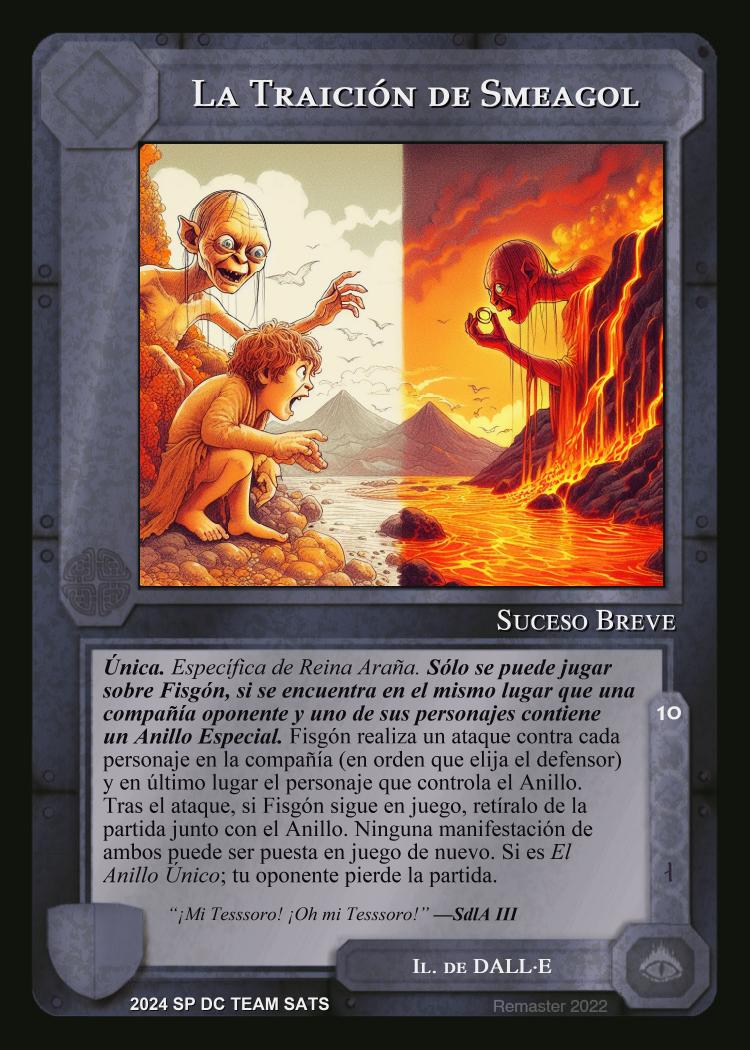 La Traición de Smeagol
Suceso Breve
Única. Específica de Reina Araña. Sólo se puede jugar
sobre Fisgón, si se encuentra en el mismo lugar que una
compañía oponente y uno de sus personajes contiene
un Anillo Especial. Fisgón realiza un ataque contra cada
personaje en la compañía (en orden que elija el defensor)
y en último lugar el personaje que controla el Anillo.
Tras el ataque, si Fisgón sigue en juego, retíralo de la
partida junto con el Anillo. Ninguna manifestación de
ambos puede ser puesta en juego de nuevo. Si es El
Anillo Único; tu oponente pierde la partida.
10
“¡Mi Tesssoro! ¡Oh mi Tesssoro!” —SdlA III
Il. de DALL·E
2024 SP DC TEAM SATS
Remaster 2022